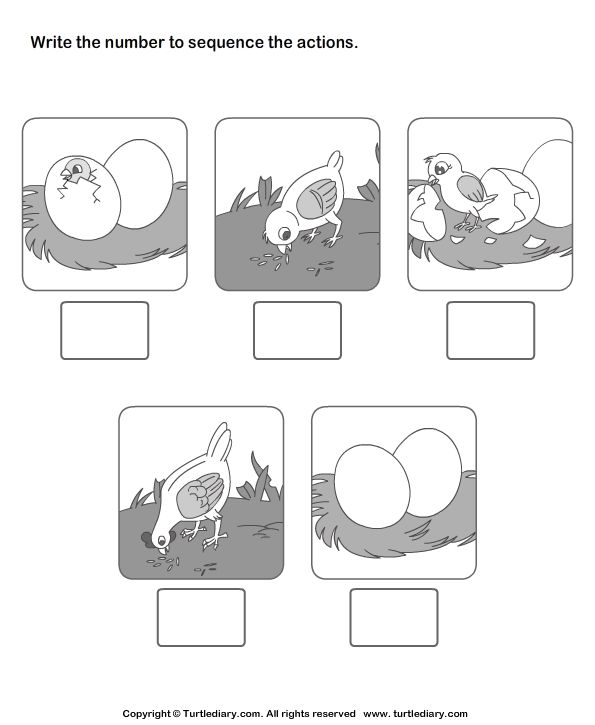 Write the number to sequence the actions.
Copyright © Turtlediary.com. All rights reserved www.turtlediary.com